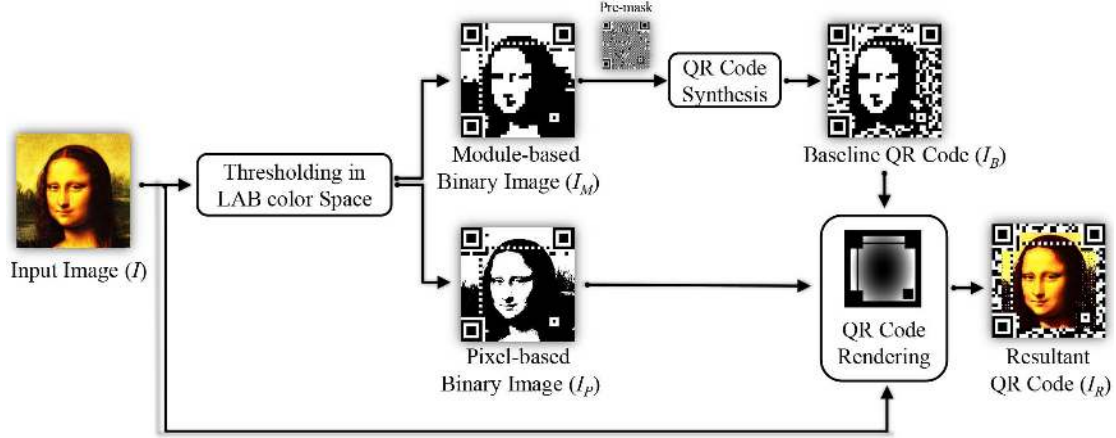 Pre-mask
QR Code
Synthesis
Module-based
Binary Image (I_M)
Baseline QR Code (I_B)
Thresholding in
LAB color Space
Input Image (I)
Pixel-based
Binary Image (I_P)
QR Code
Rendering
Resultant
QR Code (I_R)